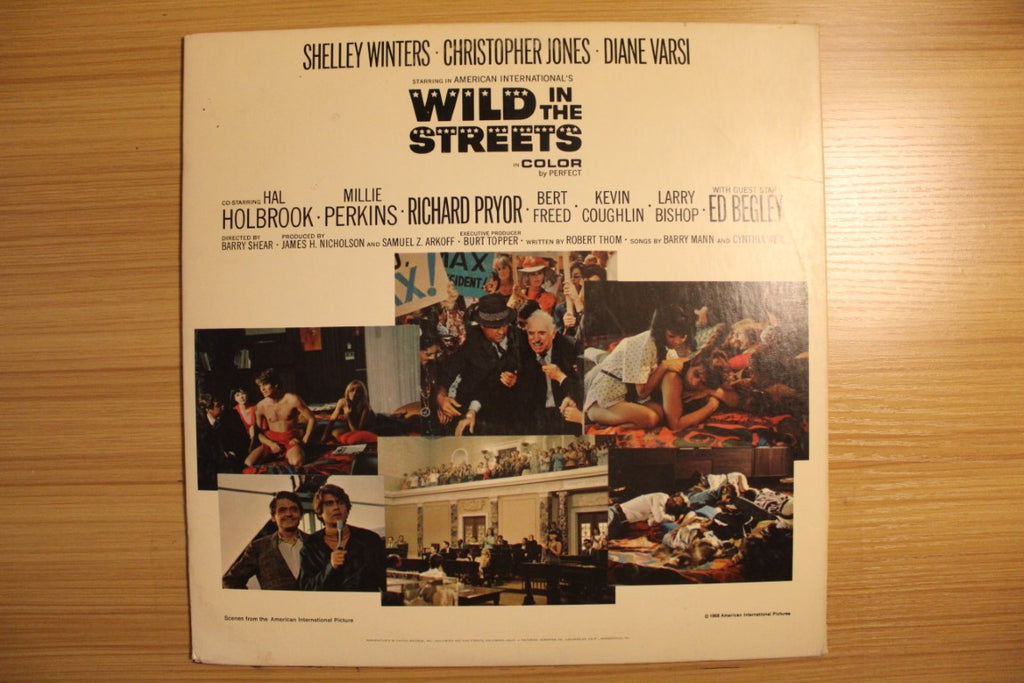 SHELLEY WINTERS · CHRISTOPHER JONES · DIANE VARSI
STARRING IN AMERICAN INTERNATIONAL'S
WILD IN THE
STREETS
IN COLOR
by PERFECT
CO-STARRING HAL HOLBROOK · MILLIE PERKINS · RICHARD PRYOR · BERT FREED · KEVIN COUGHLIN · LARRY BISHOP · WITH GUEST STAR ED BEGLEY
DIRECTED BY BARRY SHEAR · PRODUCED BY JAMES H. NICHOLSON AND SAMUEL Z. ARKOFF · EXECUTIVE PRODUCER BURT TOPPER · WRITTEN BY ROBERT THOM · SONGS BY BARRY MANN AND CYNTHIA
X!
MAX
SIDENT!
Scenes from the American International Picture
© 1968 American International Pictures